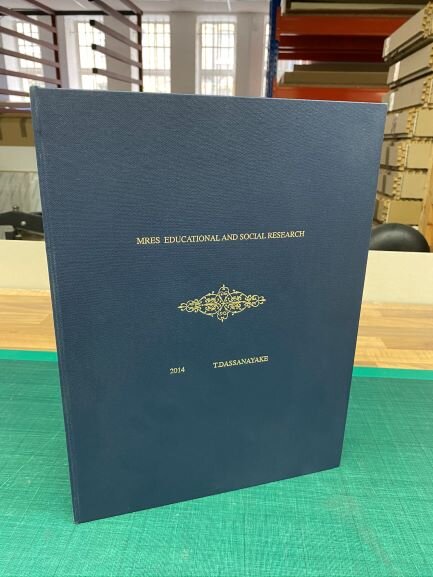 MRES EDUCATIONAL AND SOCIAL RESEARCH
2014 T.DASSANAYAKE